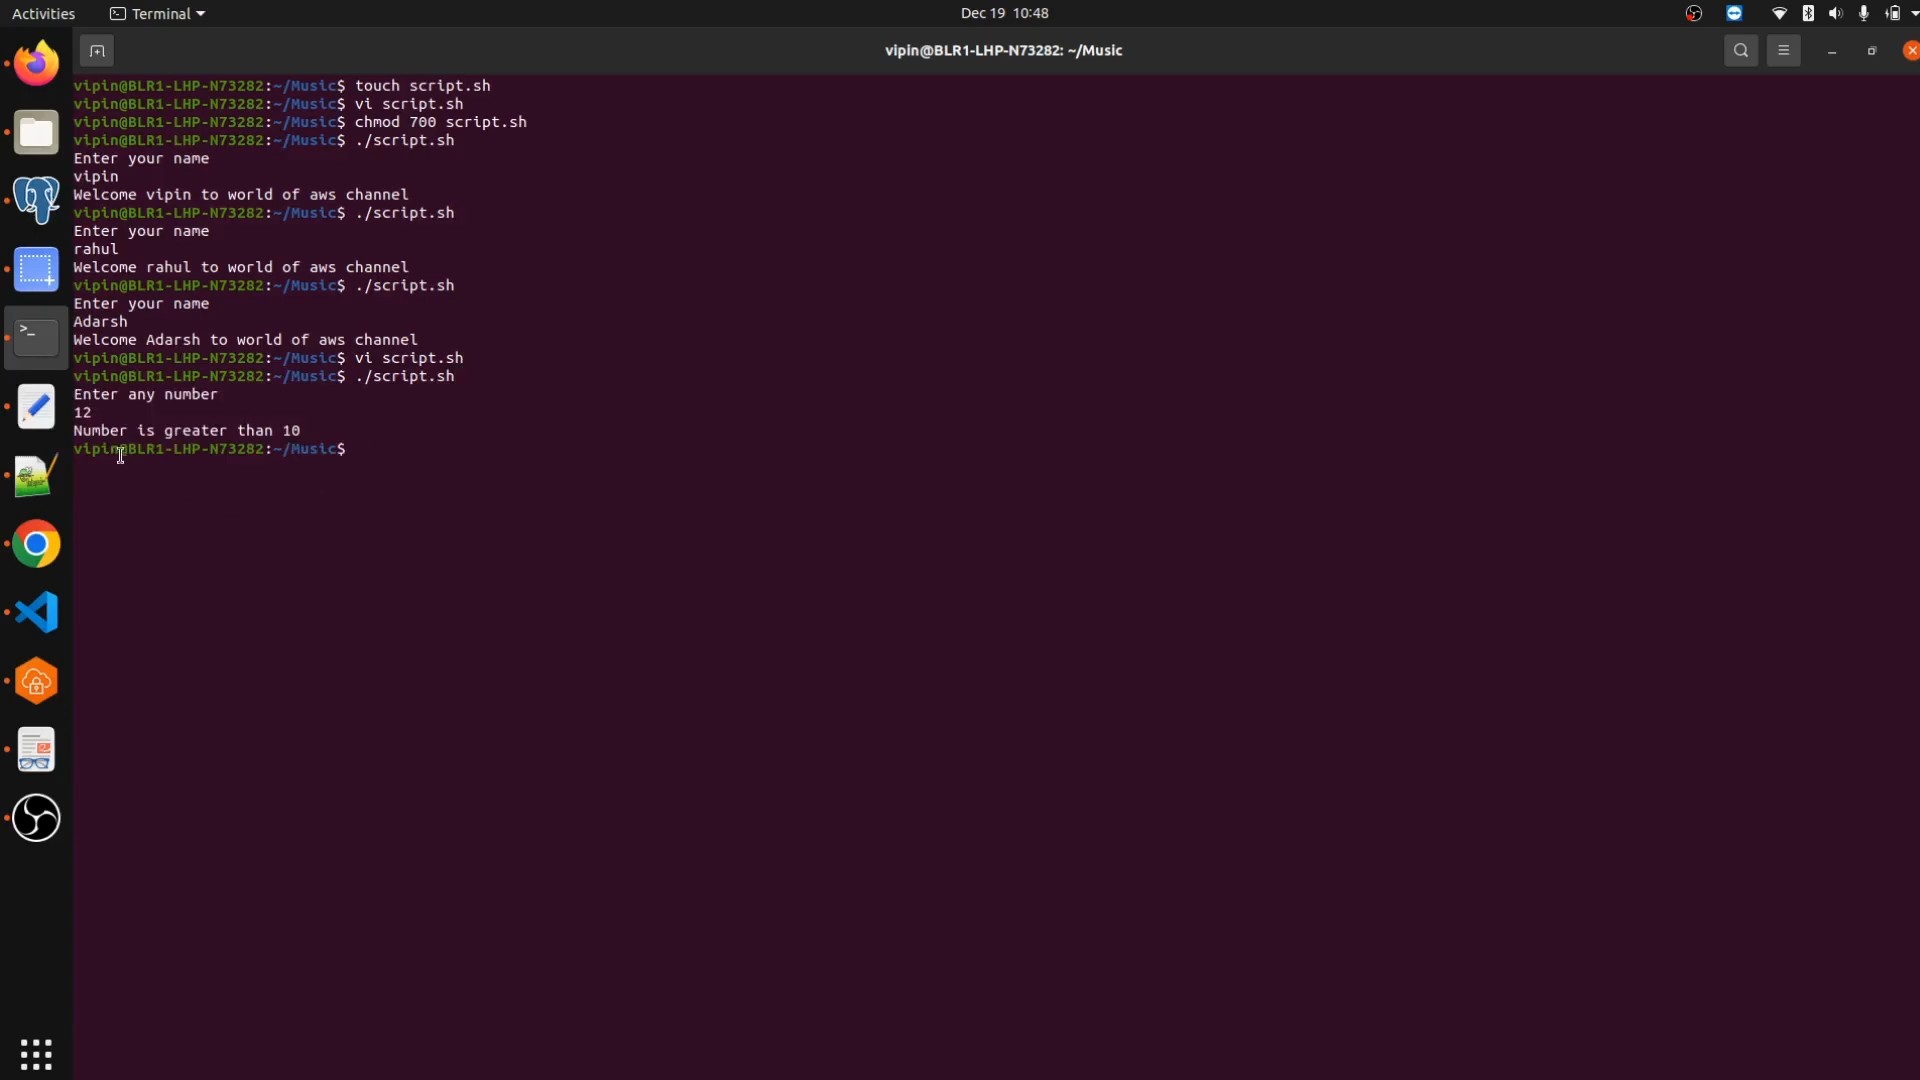 Activities
Terminal
Dec 19 10:48
vipin@BLR1-LHP-N73282: ~/Music
vipin@BLR1-LHP-N73282:~/Music$ touch script.sh
vipin@BLR1-LHP-N73282:~/Music$ vi script.sh
vipin@BLR1-LHP-N73282:~/Music$ chmod 700 script.sh
vipin@BLR1-LHP-N73282:~/Music$ ./script.sh
Enter your name
vipin
Welcome vipin to world of aws channel
vipin@BLR1-LHP-N73282:~/Music$ ./script.sh
Enter your name
rahul
Welcome rahul to world of aws channel
vipin@BLR1-LHP-N73282:~/Music$ ./script.sh
Enter your name
Adarsh
Welcome Adarsh to world of aws channel
vipin@BLR1-LHP-N73282:~/Music$ vi script.sh
vipin@BLR1-LHP-N73282:~/Music$ ./script.sh
Enter any number
12
Number is greater than 10
vipin@BLR1-LHP-N73282:~/Music$